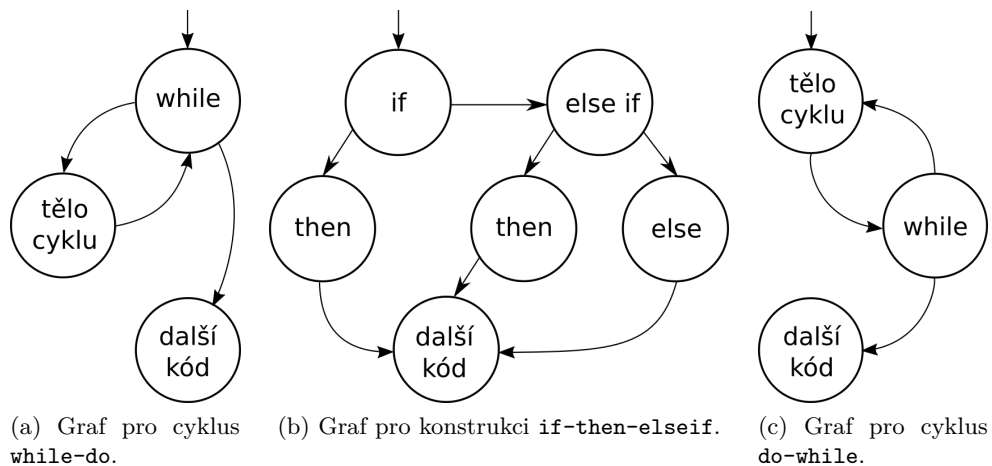 while
tělo
cyklu
další
kód
(a) Graf pro cyklus
while-do.
if
else if
then
then
else
další
kód
(b) Graf pro konstrukci if-then-elseif.
tělo
cyklu
while
další
kód
(c) Graf pro cyklus
do-while.